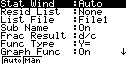 Stat Wind :Auto
Resid List :None
List File :File1
Sub Name :On
Frac Result :d/c
Func Type :Y=
Graph Func :On ↓
Auto Man